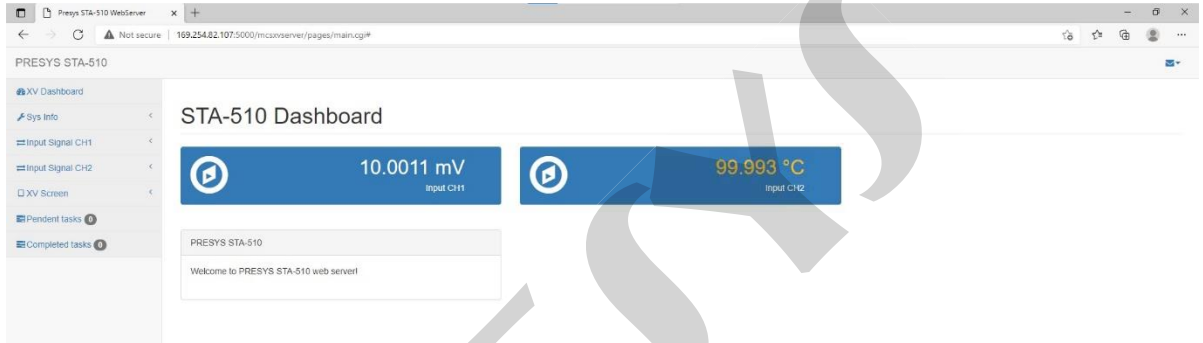 Presys STA-510 WebServer
Not secure | 169.254.82.107:5000/mcsxvserver/pages/main.cgi#
PRESYS STA-510
XV Dashboard
Sys Info
Input Signal CH1
Input Signal CH2
XV Screen
Pendent tasks 0
Completed tasks 0
STA-510 Dashboard
10.0011 mV
Input CH1
99.993 °C
Input CH2
PRESYS STA-510
Welcome to PRESYS STA-510 web server!